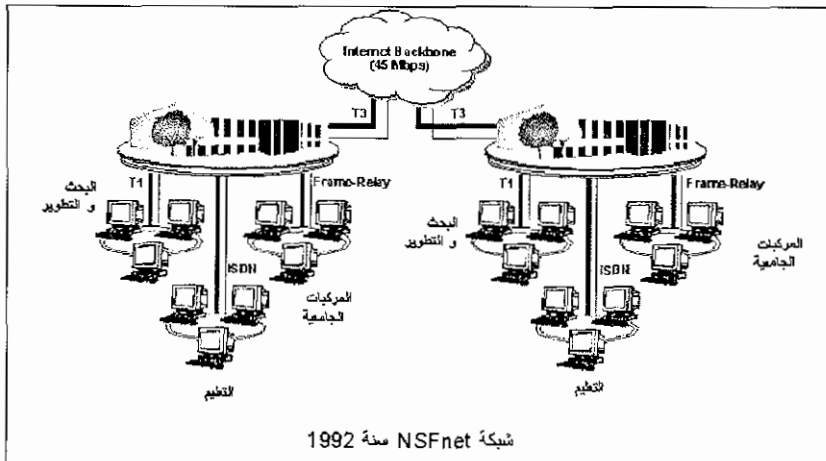 Internet Backbone
(45 Mbps)
T3
T3
T1
Frame-Relay
البحث
و التطوير
ISDN
المركبات
الجامعية
التعليم
T1
Frame-Relay
البحث
و التطوير
ISDN
المركبات
الجامعية
التعليم
شبكة NSFnet سنة 1992